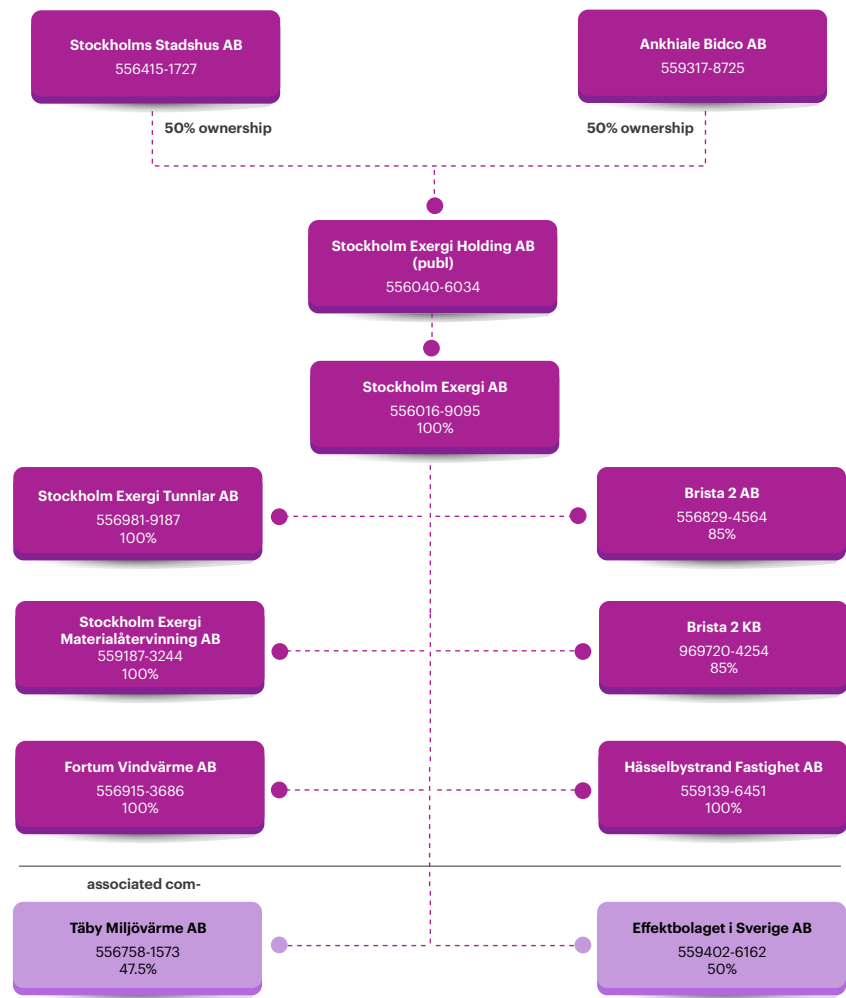 Stockholms Stadshus AB
556415-1727
Ankhiale Bidco AB
559317-8725
50% ownership
50% ownership
Stockholm Exergi Holding AB
(publ)
556040-6034
Stockholm Exergi AB
556016-9095
100%
Stockholm Exergi Tunnlar AB
556981-9187
100%
Brista 2 AB
556829-4564
85%
Stockholm Exergi
Materialåtervinning AB
559187-3244
100%
Brista 2 KB
969720-4254
85%
Fortum Vindvärme AB
556915-3686
100%
Hässelbystrand Fastighet AB
559139-6451
100%
associated com-
Täby Miljövärme AB
556758-1573
47.5%
Effektbolaget i Sverige AB
559402-6162
50%